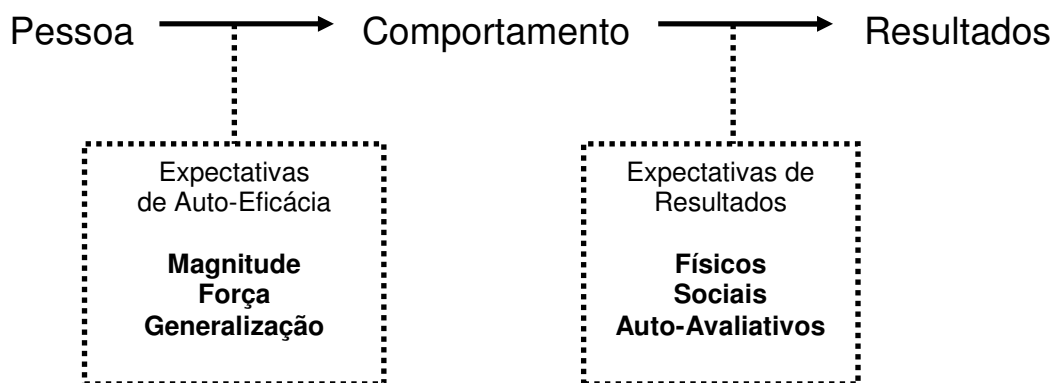 Pessoa Comportamento Resultados
Expectativas
de Auto-Eficácia
Magnitude
Força
Generalização
Expectativas de
Resultados
Físicos
Sociais
Auto-Avaliativos